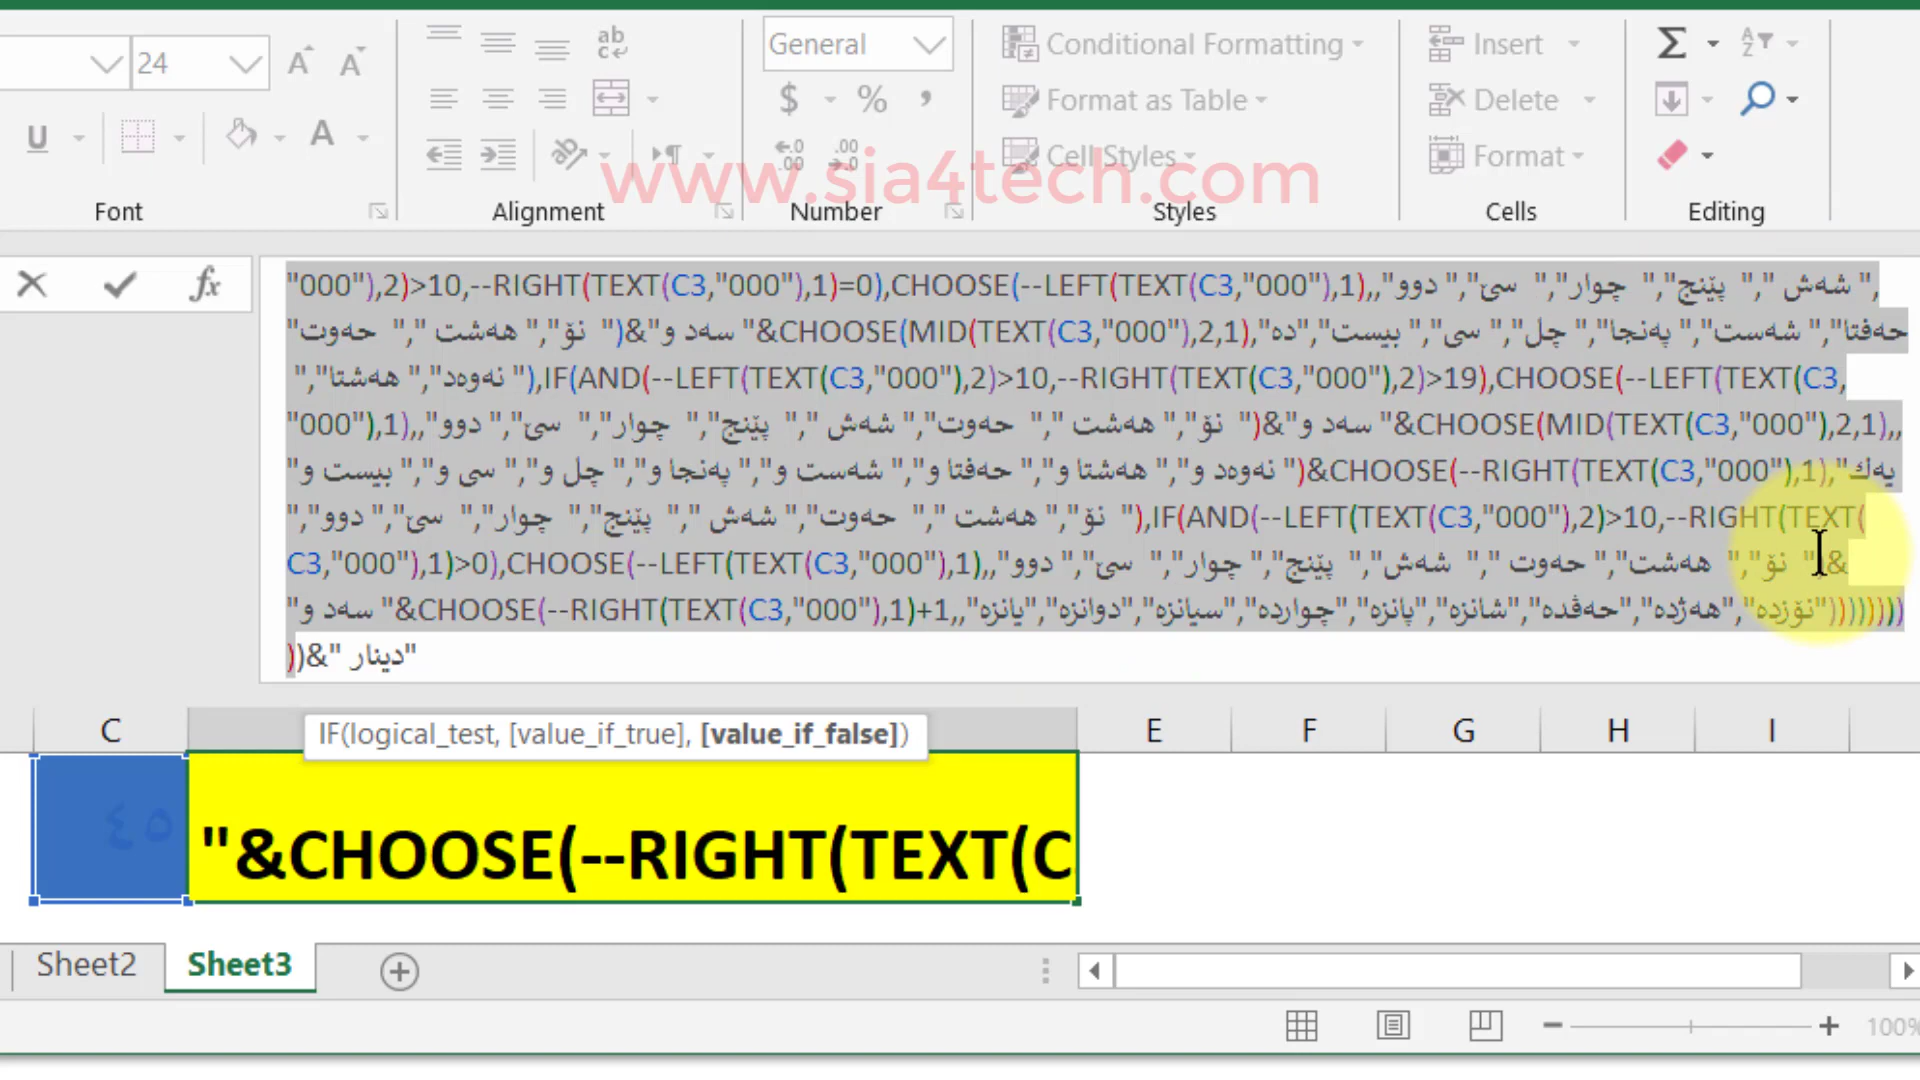 24
General
ab
Conditional Formatting
Insert
$ % ,
Format as Table
Delete
U
A
Cell Styles
Format
www.sia4tech.com
Font
Alignment
Number
Styles
Cells
Editing
fx
"000"),2)>10,--RIGHT(TEXT(C3,"000"),1)=0),CHOOSE(--LEFT(TEXT(C3,"000"),1),,"دوو "," سێ "," چوار "," پێنج "," شەش ",
"حەوت "," هەشت "," نۆ ")&"سەد و "&CHOOSE(MID(TEXT(C3,"000"),2,1),"دە","بیست ","سی ","چل ","پەنجا ","شەست ","حەفتا
","هەشتا ","نەوەد "),IF(AND(--LEFT(TEXT(C3,"000"),2)>10,--RIGHT(TEXT(C3,"000"),2)>19),CHOOSE(--LEFT(TEXT(C3,
"000"),1),,"دوو "," سێ "," چوار "," پێنج "," شەش","حەوت "," هەشت "," نۆ ")&"سەد و "&CHOOSE(MID(TEXT(C3,"000"),2,1),,
"بیست و "," سی و "," چل و "," پەنجا و "," شەست و "," حەفتا و "," هەشتا و "," نەوەد و ")&CHOOSE(--RIGHT(TEXT(C3,"000"),1),"یەك
","دوو "," سێ "," چوار "," پێنج "," شەش "," حەوت "," هەشت "," نۆ "),IF(AND(--LEFT(TEXT(C3,"000"),2)>10,--RIGHT(TEXT(
C3,"000"),1)>0),CHOOSE(--LEFT(TEXT(C3,"000"),1),,"دوو "," سێ "," چوار "," پێنج "," شەش "," حەوت "," هەشت "," نۆ ")&
"سەد و "&CHOOSE(--RIGHT(TEXT(C3,"000"),1)+1,,"یانزە","دوانزە","سیانزە","چواردە","پانزە","شانزە","حەڤدە","هەژدە","نۆزدە"))))))))
))&" دینار"
IF(logical_test, [value_if_true], [value_if_false])
C E F G H I
٤٥
"&CHOOSE(--RIGHT(TEXT(C
Sheet2
Sheet3